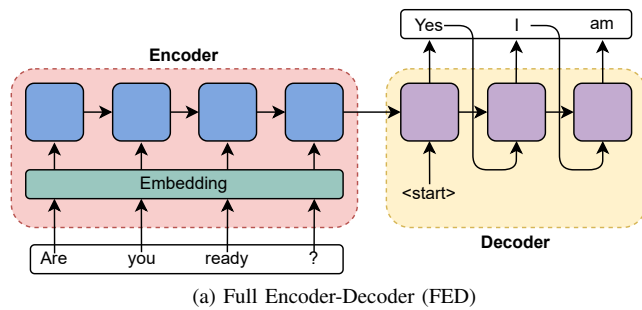 Yes I am
Encoder
Embedding
<start>
Are you ready ?
Decoder
(a) Full Encoder-Decoder (FED)